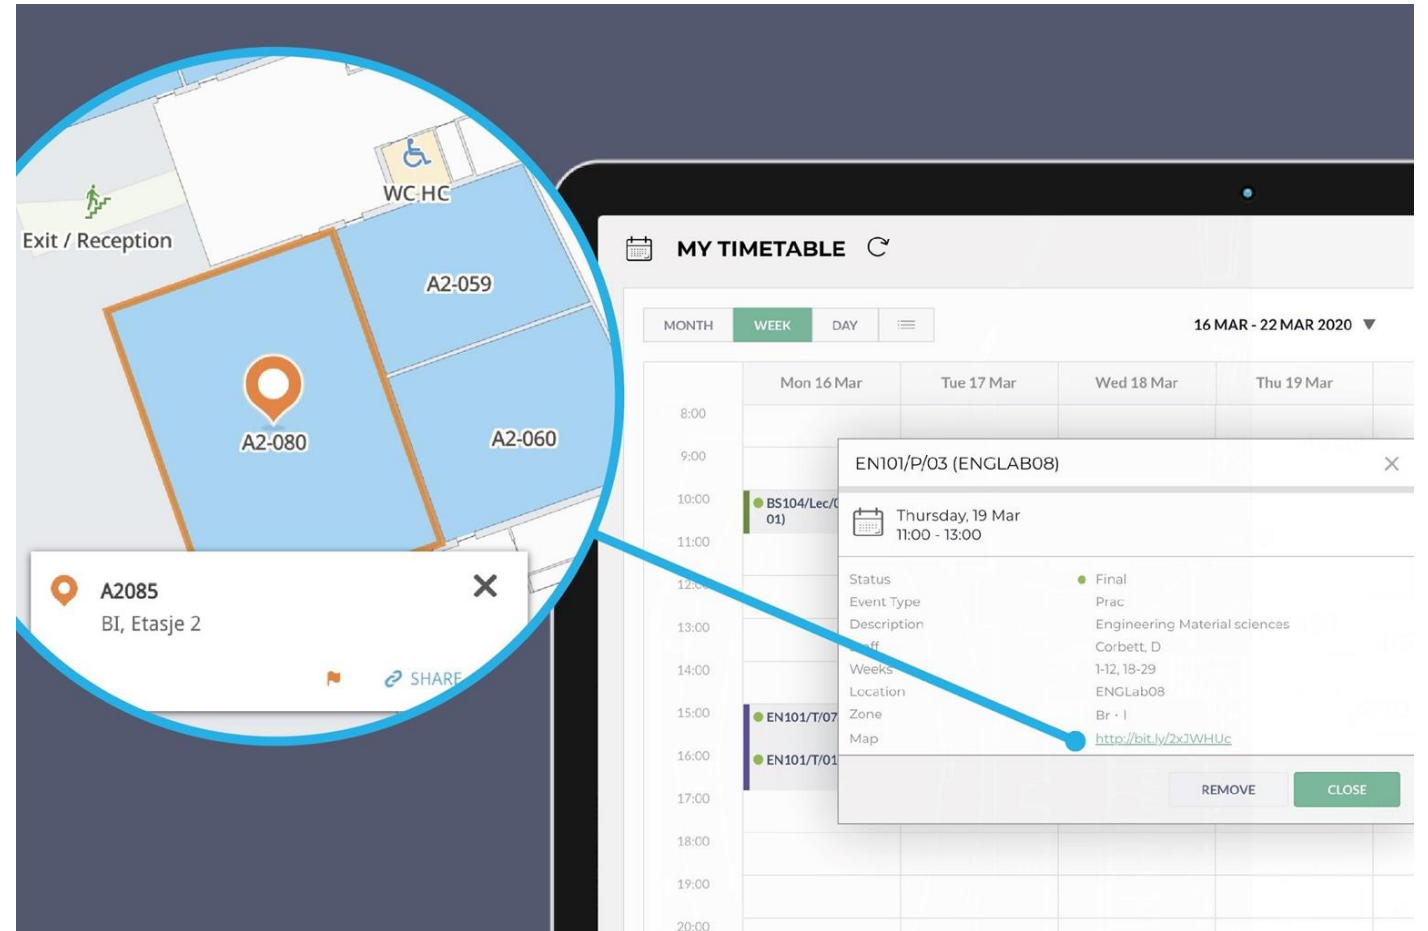 WC HC
Exit / Reception
A2-059
A2-080
A2-060
A2085
BI, Etasje 2
SHARE
MY TIMETABLE
MONTH WEEK DAY
16 MAR - 22 MAR 2020
Mon 16 Mar Tue 17 Mar Wed 18 Mar Thu 19 Mar
8:00
9:00
10:00
BS104/Lec/
01)
11:00
12:00
13:00
14:00
15:00
EN101/T/07
16:00
EN101/T/01
17:00
18:00
19:00
20:00
EN101/P/03 (ENGLAB08)
Thursday, 19 Mar
11:00 - 13:00
Status Final
Event Type Prac
Description Engineering Material sciences
Staff Corbett, D
Weeks 1-12, 18-29
Location ENGLab08
Zone Br - I
Map http://bit.ly/2xJWHUc
REMOVE CLOSE